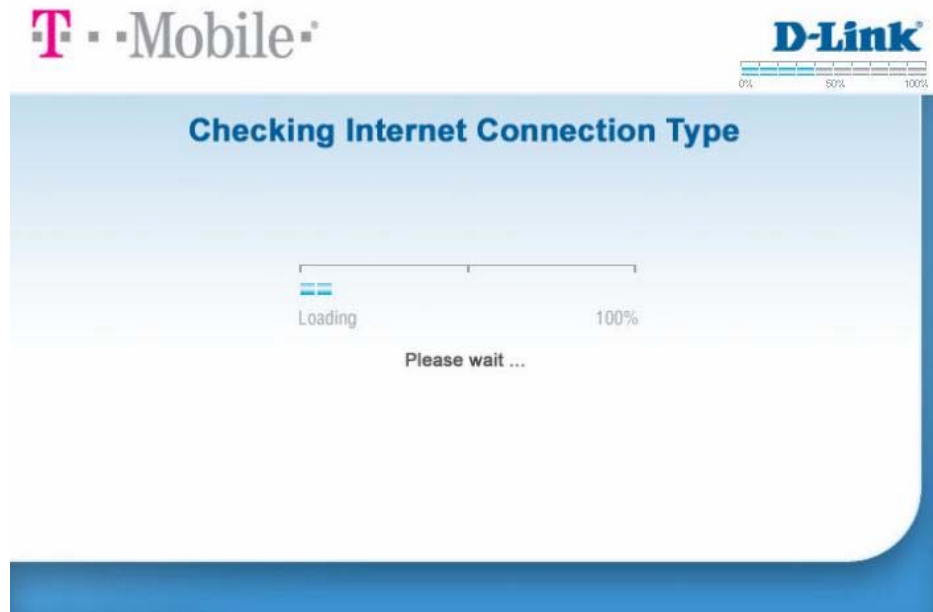 T - - Mobile -
D-Link
0% 50% 100%
Checking Internet Connection Type
Loading 100%
Please wait ...